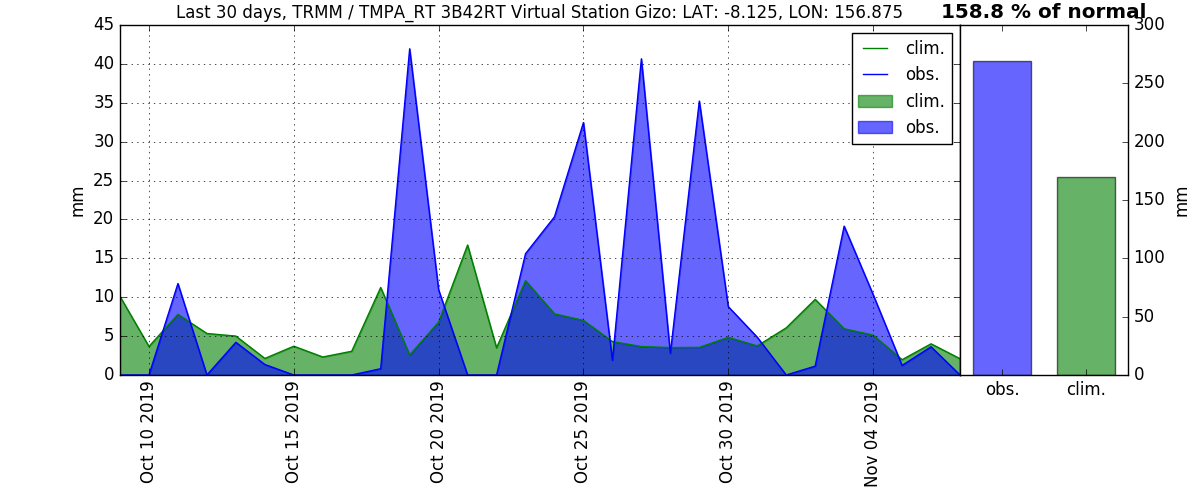 Last 30 days, TRMM / TMPA_RT 3B42RT Virtual Station Gizo: LAT: -8.125, LON: 156.875
158.8 % of normal
45
40
35
30
25
20
15
10
5
0
mm
clim.
obs.
clim.
obs.
Oct 10 2019
Oct 15 2019
Oct 20 2019
Oct 25 2019
Oct 30 2019
Nov 04 2019
300
250
200
150
100
50
0
mm
obs.
clim.